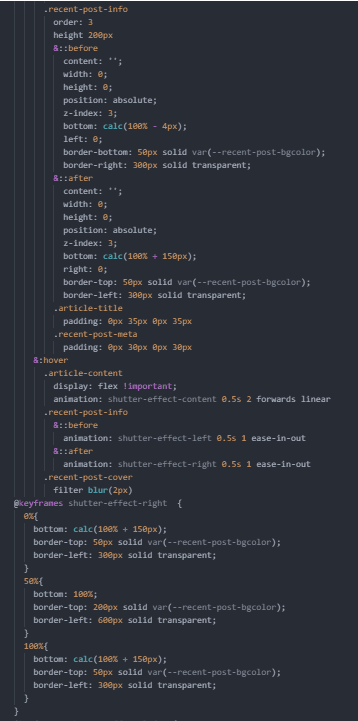 .recent-post-info
order: 3
height 200px
&::before
content: '';
width: 0;
height: 0;
position: absolute;
z-index: 3;
bottom: calc(100% - 4px);
left: 0;
border-bottom: 50px solid var(--recent-post-bgcolor);
border-right: 300px solid transparent;
&::after
content: '';
width: 0;
height: 0;
position: absolute;
z-index: 3;
bottom: calc(100% + 150px);
right: 0;
border-top: 50px solid var(--recent-post-bgcolor);
border-left: 300px solid transparent;
.article-title
padding: 0px 35px 0px 35px
.recent-post-meta
padding: 0px 30px 0px 30px
&:hover
.article-content
display: flex !important;
animation: shutter-effect-content 0.5s 2 forwards linear
.recent-post-info
&::before
animation: shutter-effect-left 0.5s 1 ease-in-out
&::after
animation: shutter-effect-right 0.5s 1 ease-in-out
.recent-post-cover
filter blur(2px)
@keyframes shutter-effect-right {
0%{
bottom: calc(100% + 150px);
border-top: 50px solid var(--recent-post-bgcolor);
border-left: 300px solid transparent;
}
50%{
bottom: 100%;
border-top: 200px solid var(--recent-post-bgcolor);
border-left: 600px solid transparent;
}
100%{
bottom: calc(100% + 150px);
border-top: 50px solid var(--recent-post-bgcolor);
border-left: 300px solid transparent;
}
}